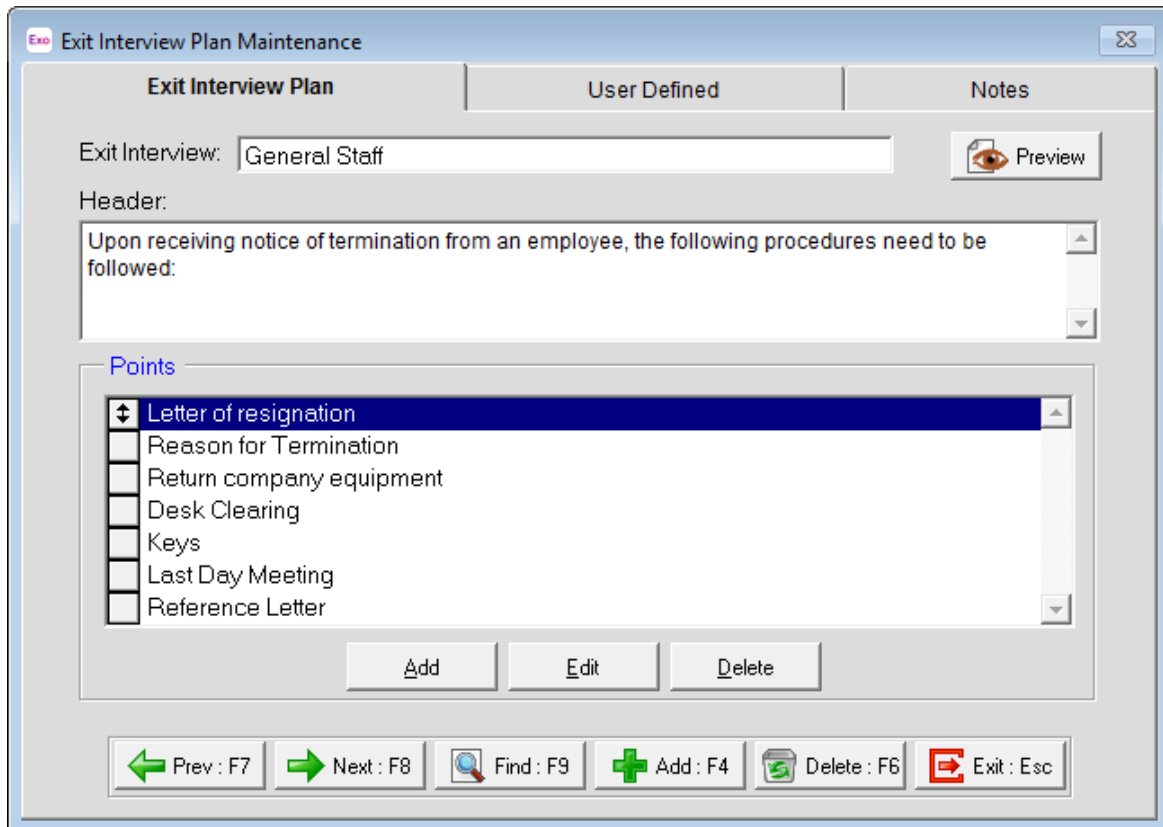 Exo Exit Interview Plan Maintenance
Exit Interview Plan User Defined Notes
Exit Interview: General Staff Preview
Header:
Upon receiving notice of termination from an employee, the following procedures need to be
followed:
Points
Letter of resignation
Reason for Termination
Return company equipment
Desk Clearing
Keys
Last Day Meeting
Reference Letter
Add Edit Delete
Prev : F7 Next : F8 Find : F9 Add : F4 Delete : F6 Exit : Esc